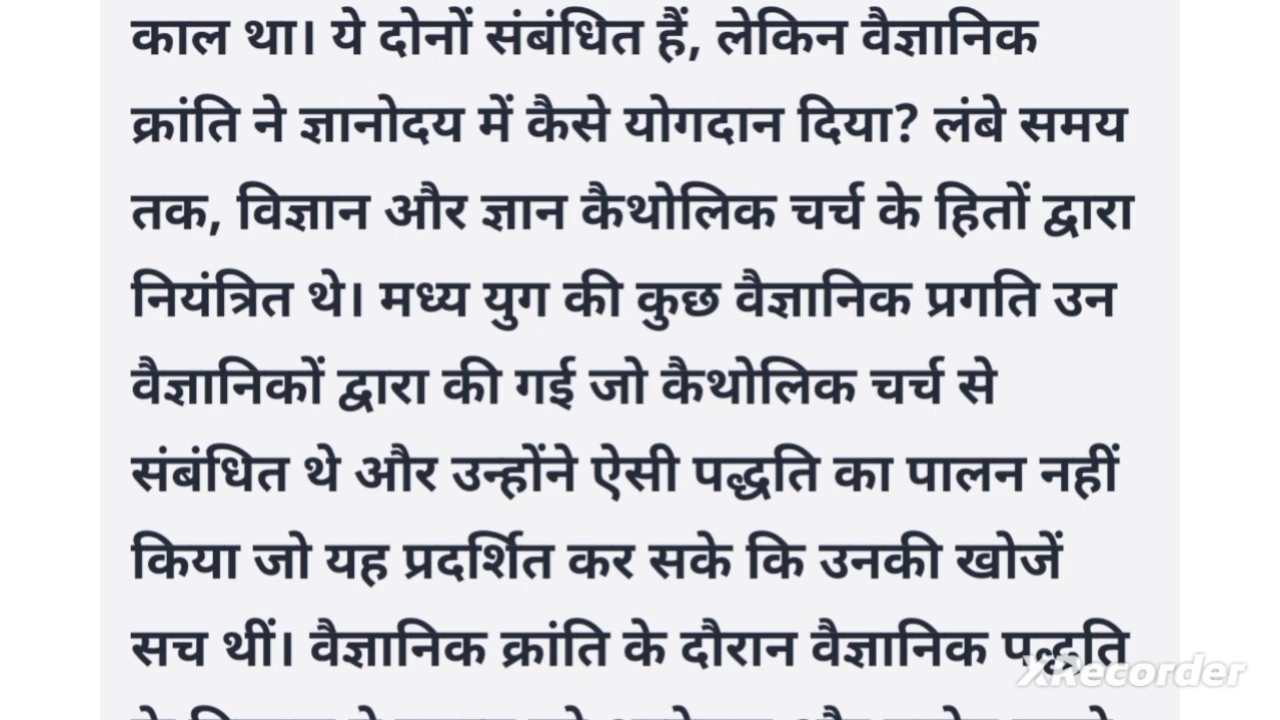 काल था। ये दोनों संबंधित हैं, लेकिन वैज्ञानिक
क्रांति ने ज्ञानोदय में कैसे योगदान दिया? लंबे समय
तक, विज्ञान और ज्ञान कैथोलिक चर्च के हितों द्वारा
नियंत्रित थे। मध्य युग की कुछ वैज्ञानिक प्रगति उन
वैज्ञानिकों द्वारा की गई जो कैथोलिक चर्च से
संबंधित थे और उन्होंने ऐसी पद्धति का पालन नहीं
किया जो यह प्रदर्शित कर सके कि उनकी खोजें
सच थीं। वैज्ञानिक क्रांति के दौरान वैज्ञानिक पद्धति
XRecorder